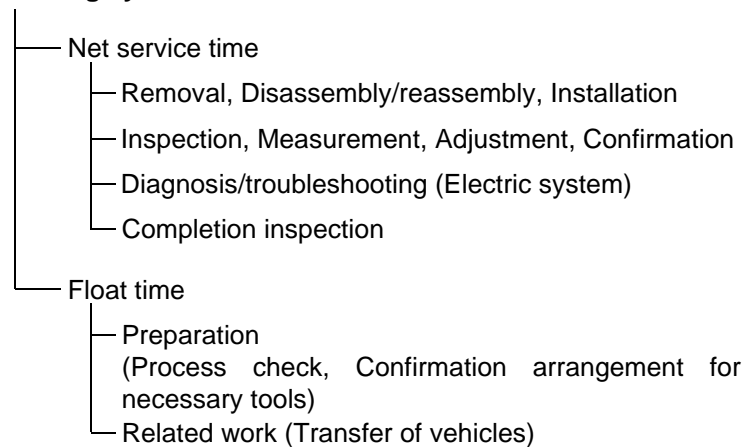 Net service time
Removal, Disassembly/reassembly, Installation
Inspection, Measurement, Adjustment, Confirmation
Diagnosis/troubleshooting (Electric system)
Completion inspection
Float time
Preparation
(Process check, Confirmation arrangement for
necessary tools)
Related work (Transfer of vehicles)